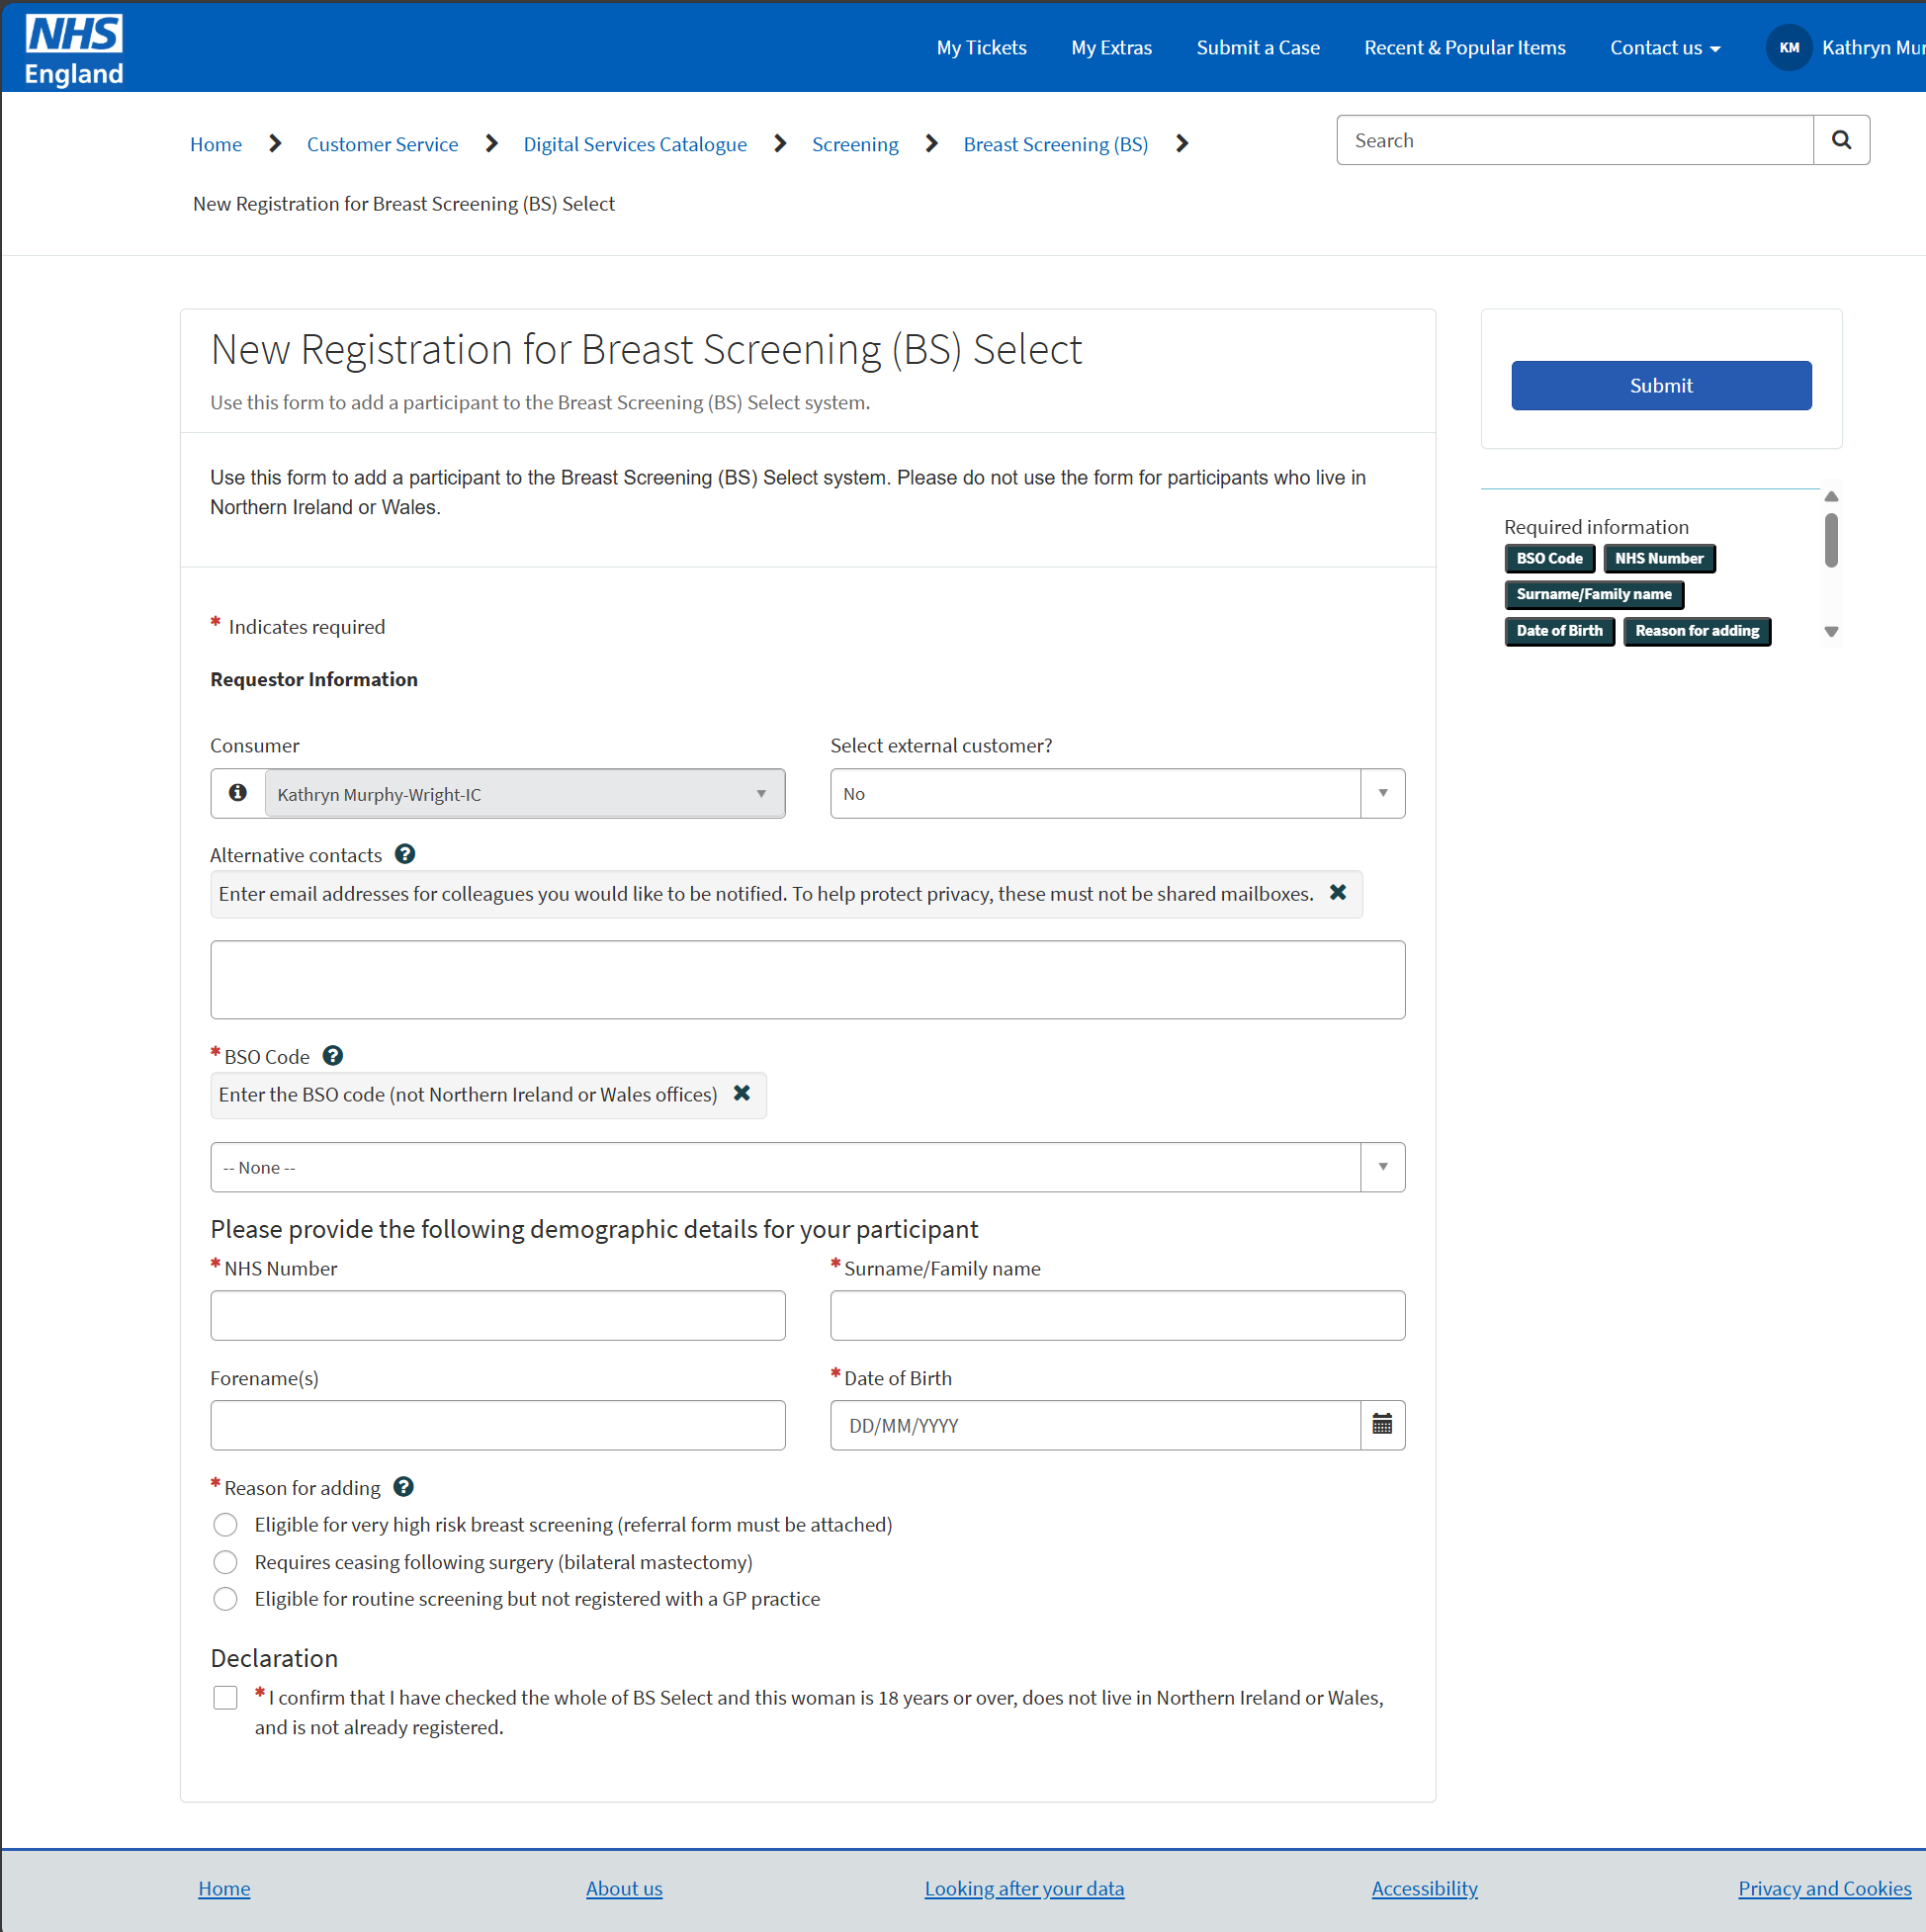 NHS
England
My Tickets
My Extras
Submit a Case
Recent & Popular Items
Contact us
KM
Kathryn
Home
Customer Service
Digital Services Catalogue
Screening
Breast Screening (BS)
New Registration for Breast Screening (BS) Select
Search
New Registration for Breast Screening (BS) Select
Use this form to add a participant to the Breast Screening (BS) Select system.
Use this form to add a participant to the Breast Screening (BS) Select system. Please do not use the form for participants who live in
Northern Ireland or Wales.
* Indicates required
Requestor Information
Consumer
Kathryn Murphy-Wright-IC
Select external customer?
No
Alternative contacts
Enter email addresses for colleagues you would like to be notified. To help protect privacy, these must not be shared mailboxes.
* BSO Code
Enter the BSO code (not Northern Ireland or Wales offices)
-- None --
Please provide the following demographic details for your participant
* NHS Number
* Surname/Family name
Forename(s)
* Date of Birth
DD/MM/YYYY
* Reason for adding
Eligible for very high risk breast screening (referral form must be attached)
Requires ceasing following surgery (bilateral mastectomy)
Eligible for routine screening but not registered with a GP practice
Declaration
* I confirm that I have checked the whole of BS Select and this woman is 18 years or over, does not live in Northern Ireland or Wales,
and is not already registered.
Submit
Required information
BSO Code
NHS Number
Surname/Family name
Date of Birth
Reason for adding
Home
About us
Looking after your data
Accessibility
Privacy and Cookies